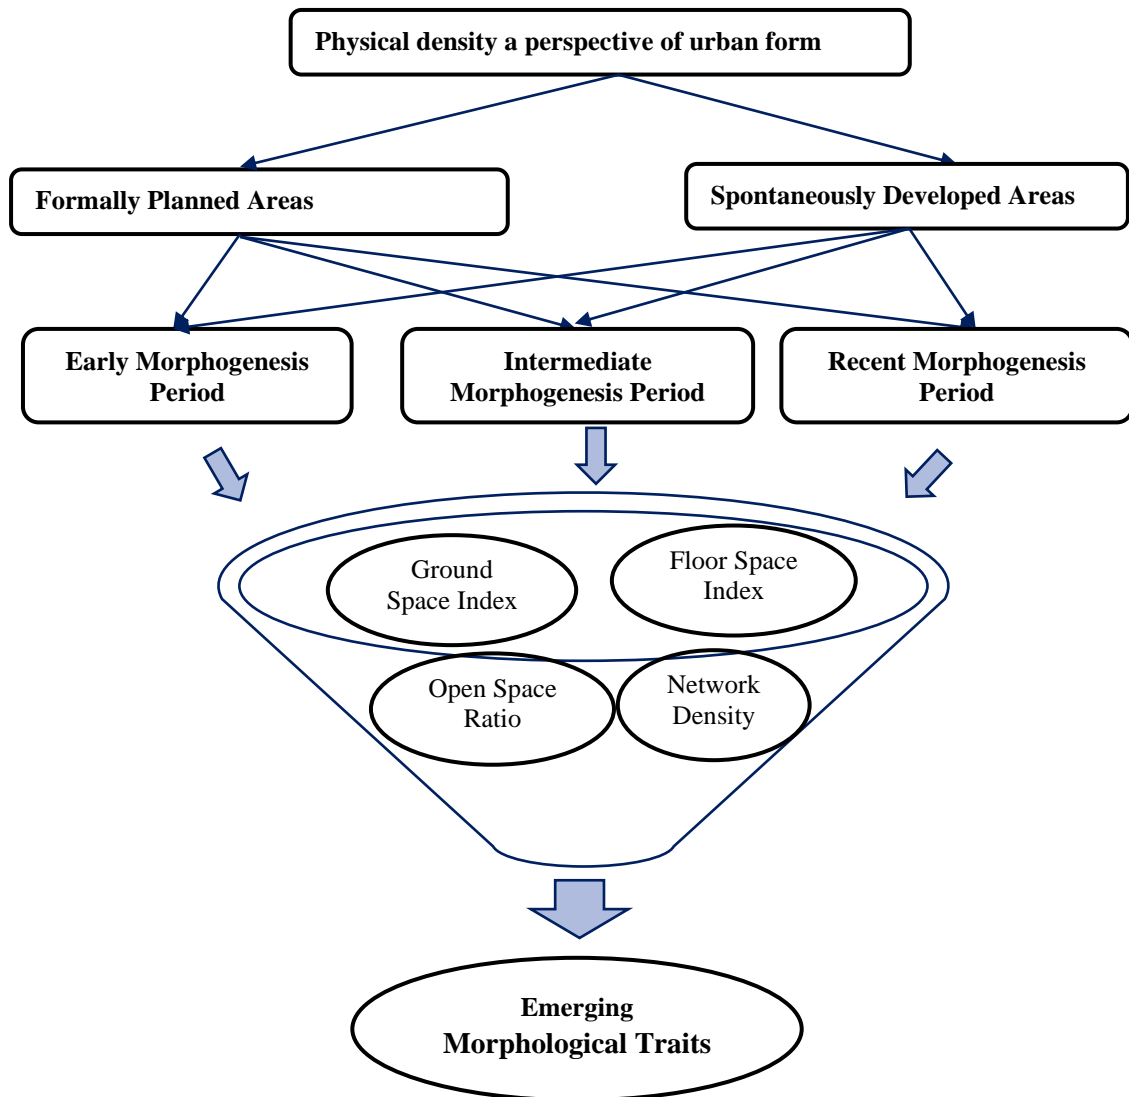 Physical density a perspective of urban form
Formally Planned Areas
Spontaneously Developed Areas
Early Morphogenesis
Period
Intermediate
Morphogenesis Period
Recent Morphogenesis
Period
Ground
Space Index
Floor Space
Index
Open Space
Ratio
Network
Density
Emerging
Morphological Traits